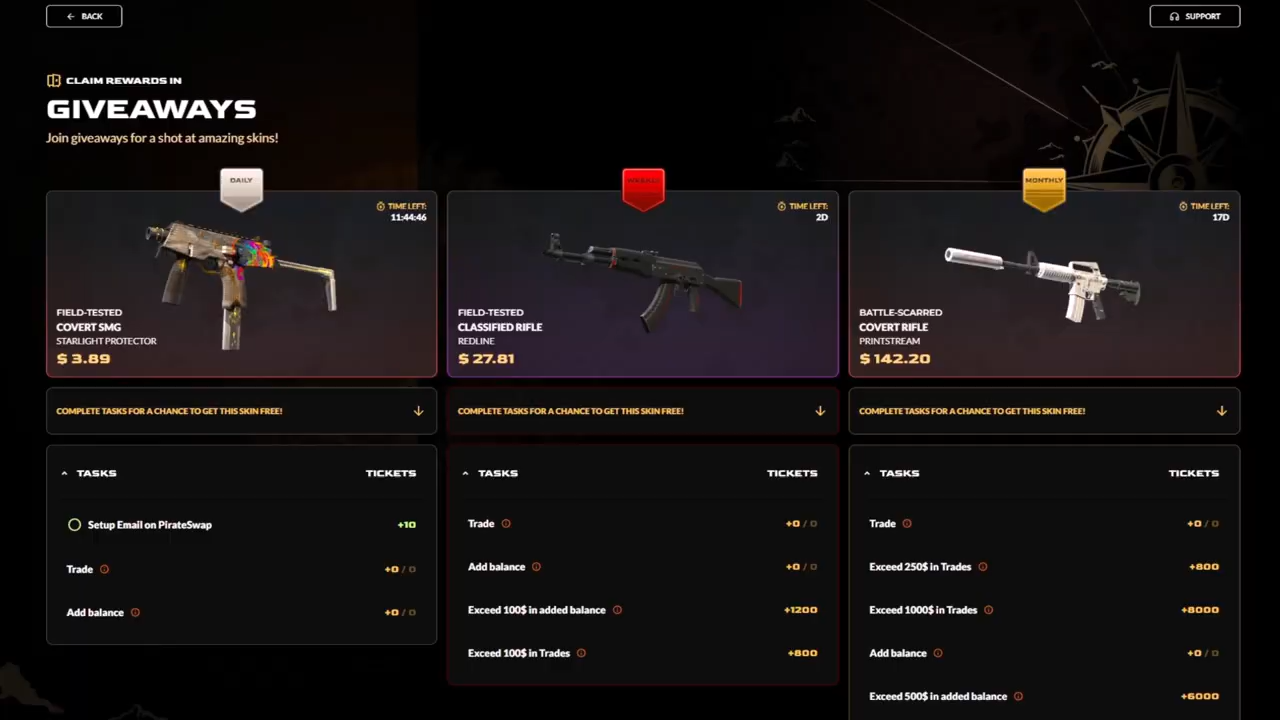 BACK
SUPPORT
CLAIM REWARDS IN
GIVEAWAYS
Join giveaways for a shot at amazing skins!
DAILY
TIME LEFT:
11:44:46
FIELD-TESTED
COVERT SMG
STARLIGHT PROTECTOR
$ 3.89
WEEKLY
TIME LEFT:
2D
FIELD-TESTED
CLASSIFIED RIFLE
REDLINE
$ 27.81
MONTHLY
TIME LEFT:
17D
BATTLE-SCARRED
COVERT RIFLE
PRINTSTREAM
$ 142.20
COMPLETE TASKS FOR A CHANCE TO GET THIS SKIN FREE!
COMPLETE TASKS FOR A CHANCE TO GET THIS SKIN FREE!
COMPLETE TASKS FOR A CHANCE TO GET THIS SKIN FREE!
TASKS TICKETS
Setup Email on PirateSwap +10
Trade +0 / 0
Add balance +0 / 0
TASKS TICKETS
Trade +0 / 0
Add balance +0 / 0
Exceed 100$ in added balance +1200
Exceed 100$ in Trades +800
TASKS TICKETS
Trade +0 / 0
Exceed 250$ in Trades +800
Exceed 1000$ in Trades +8000
Add balance +0 / 0
Exceed 500$ in added balance +6000